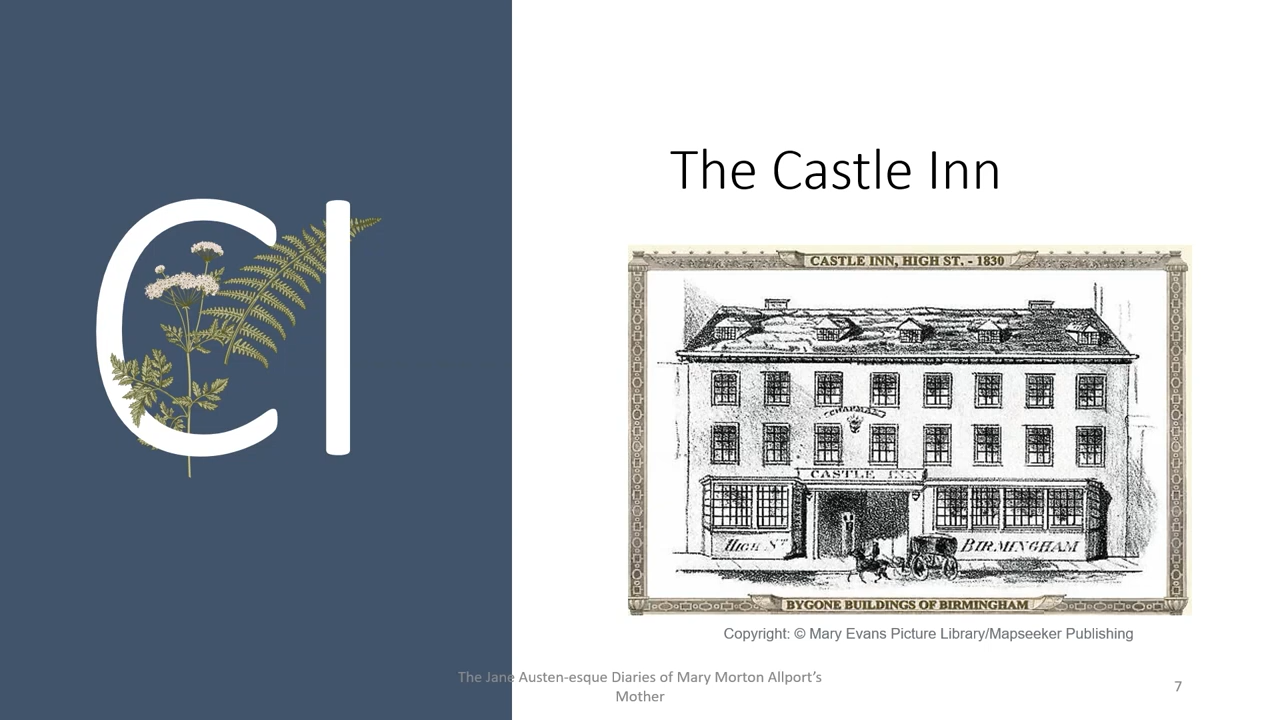 CI
The Castle Inn
CASTLE INN, HIGH ST. - 1830
CHAPMAN
CASTLE INN
HIGH ST
BIRMINGHAM
BYGONE BUILDINGS OF BIRMINGHAM
Copyright: © Mary Evans Picture Library/Mapseeker Publishing
The Jane Austen-esque Diaries of Mary Morton Allport’s
Mother
7